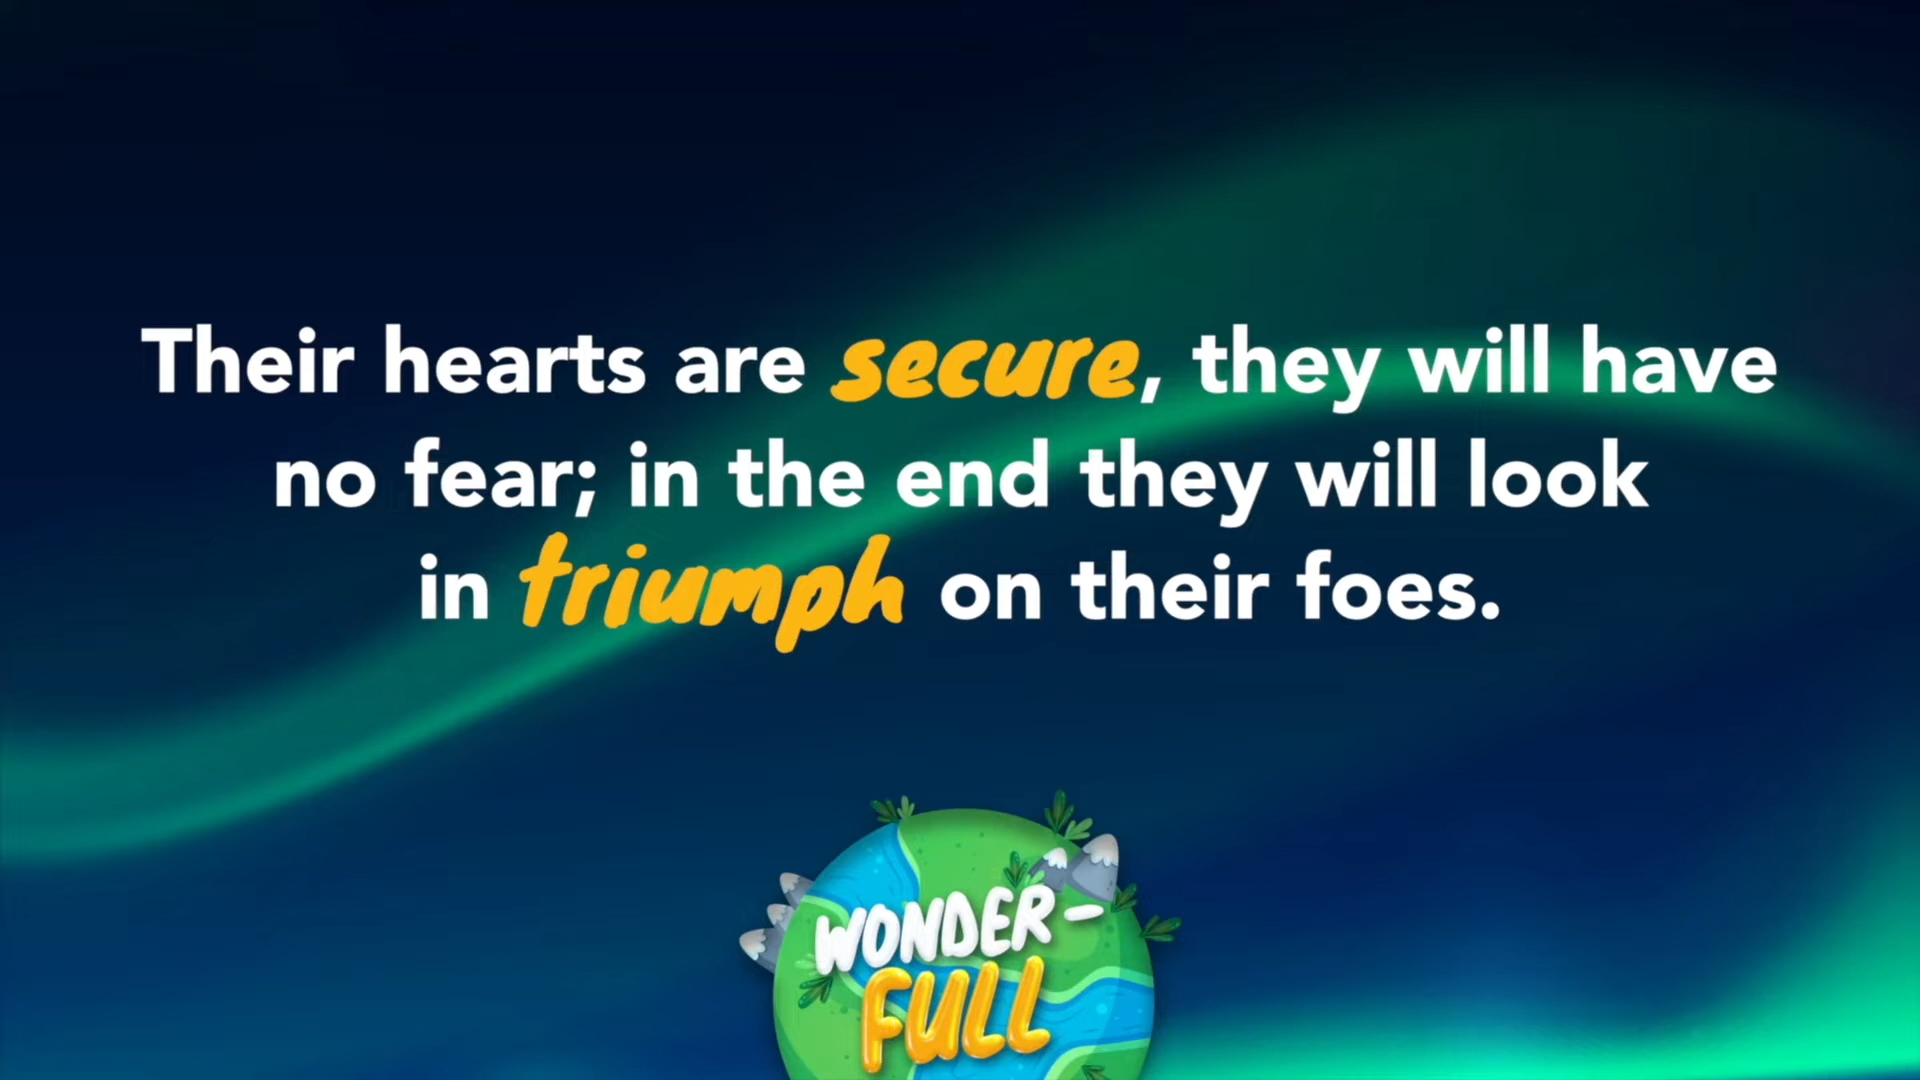 Their hearts are secure, they will have
no fear; in the end they will look
in triumph on their foes.
WONDER-
FULL